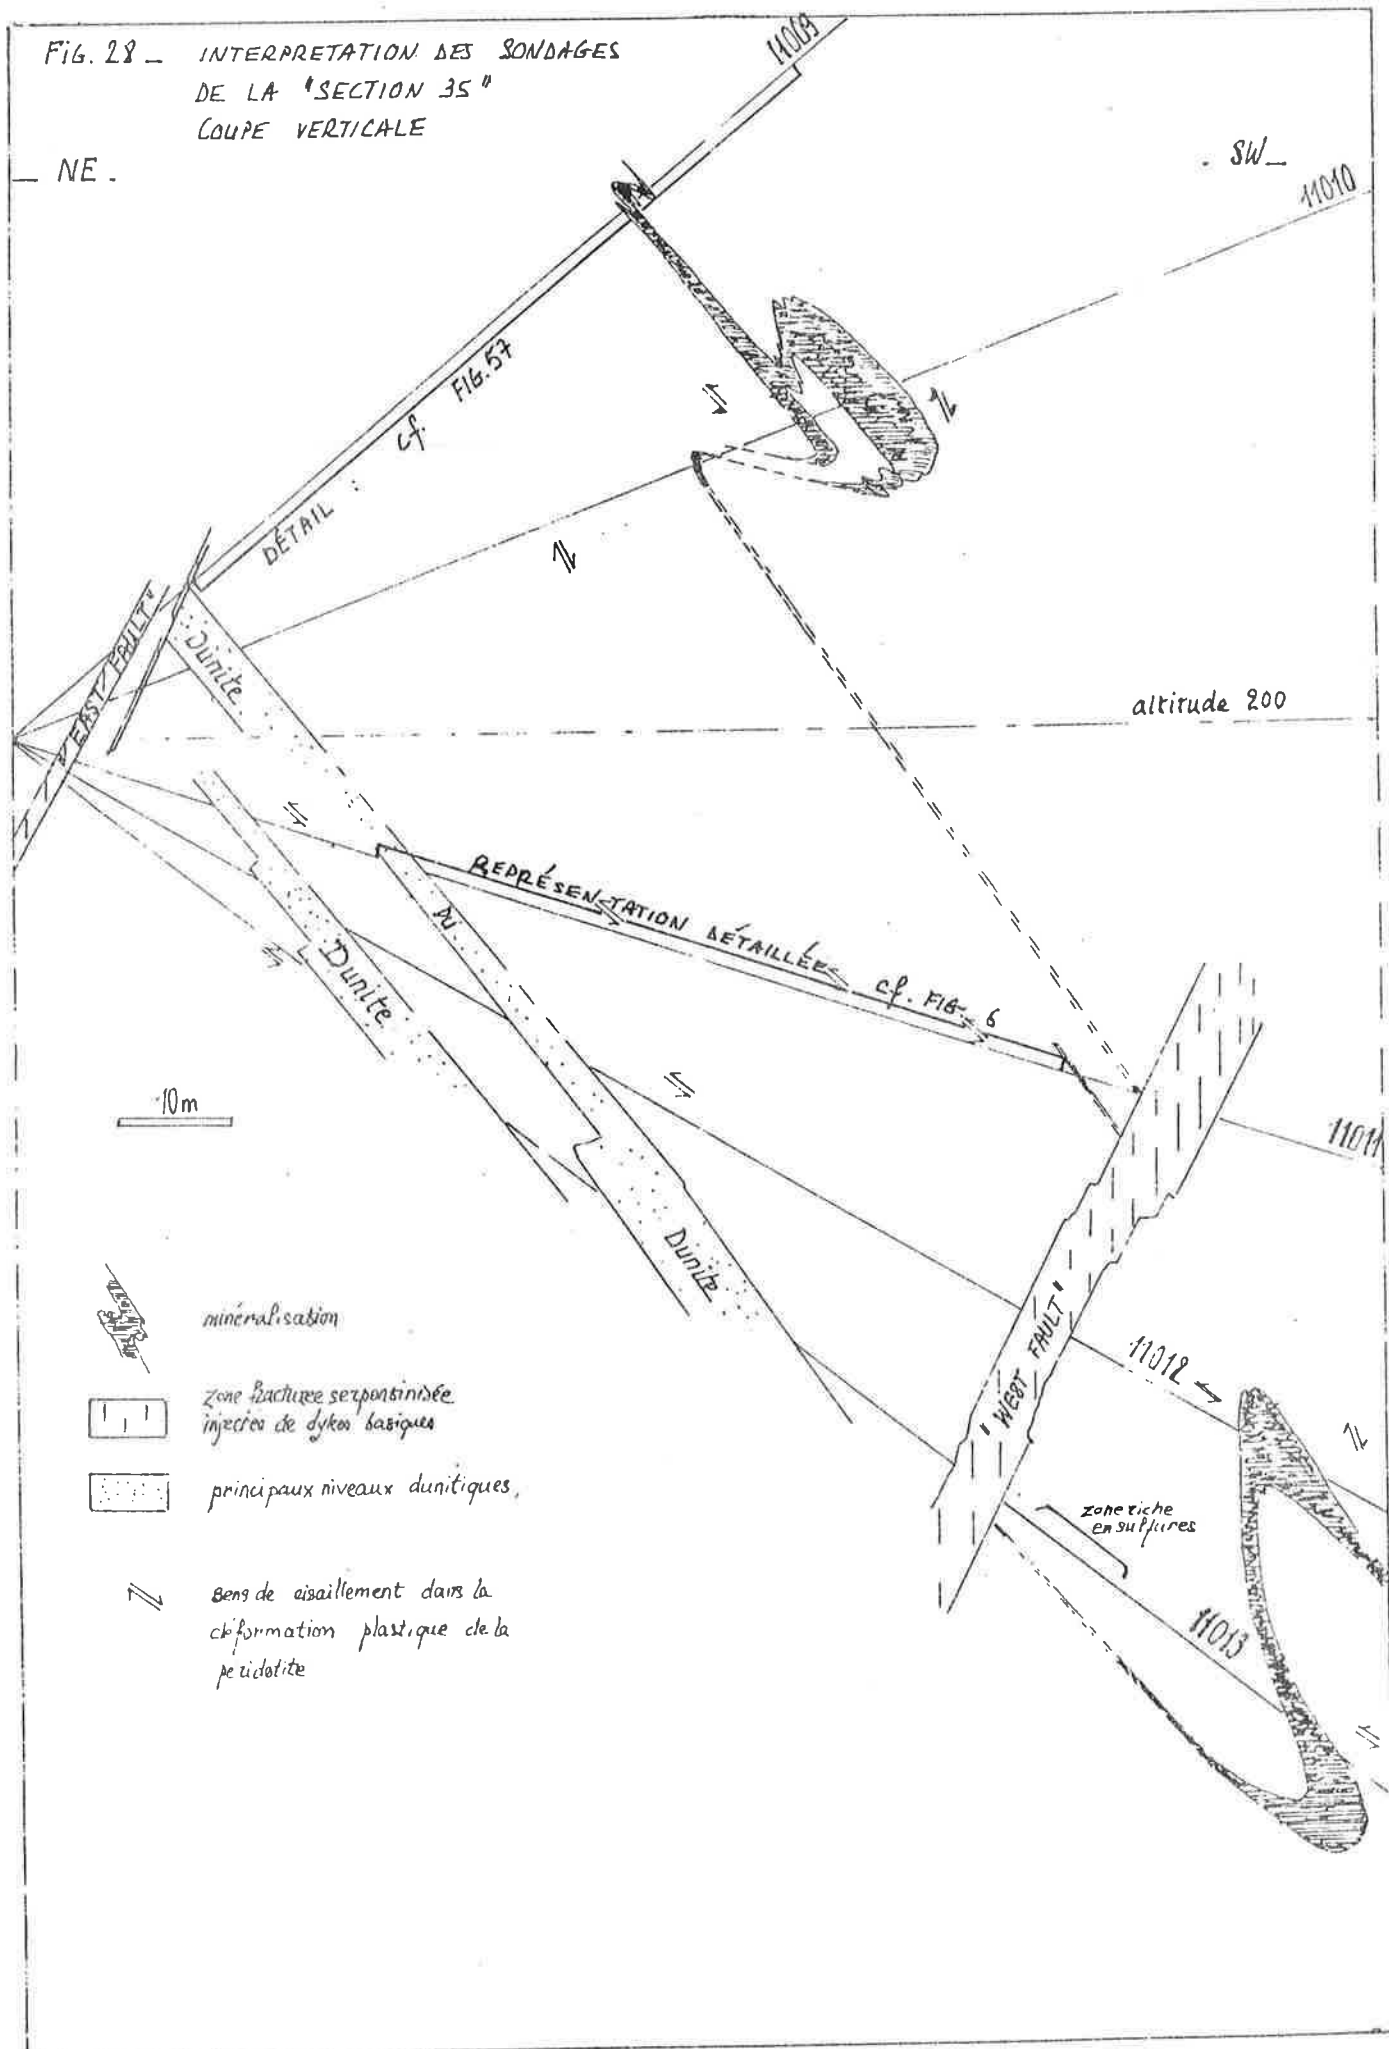 FIG. 28 _ INTERPRETATION DES SONDAGES
DE LA "SECTION 35"
COUPE VERTICALE
_ NE .
. SW _
11009
11010
DÉTAIL : cf. FIG. 57
"EAST FAULT"
Dunite
altitude 200
REPRÉSENTATION DÉTAILLÉE cf. FIG. 6
DU
Dunite
10m
11011
Dunite
"WEST FAULT"
11012
zone riche
en sulfures
11013
minéralisation
zone fracturée serpentinisée
injectée de dykes basiques
principaux niveaux dunitiques,
sens de cisaillement dans la
déformation plastique de la
peridotite